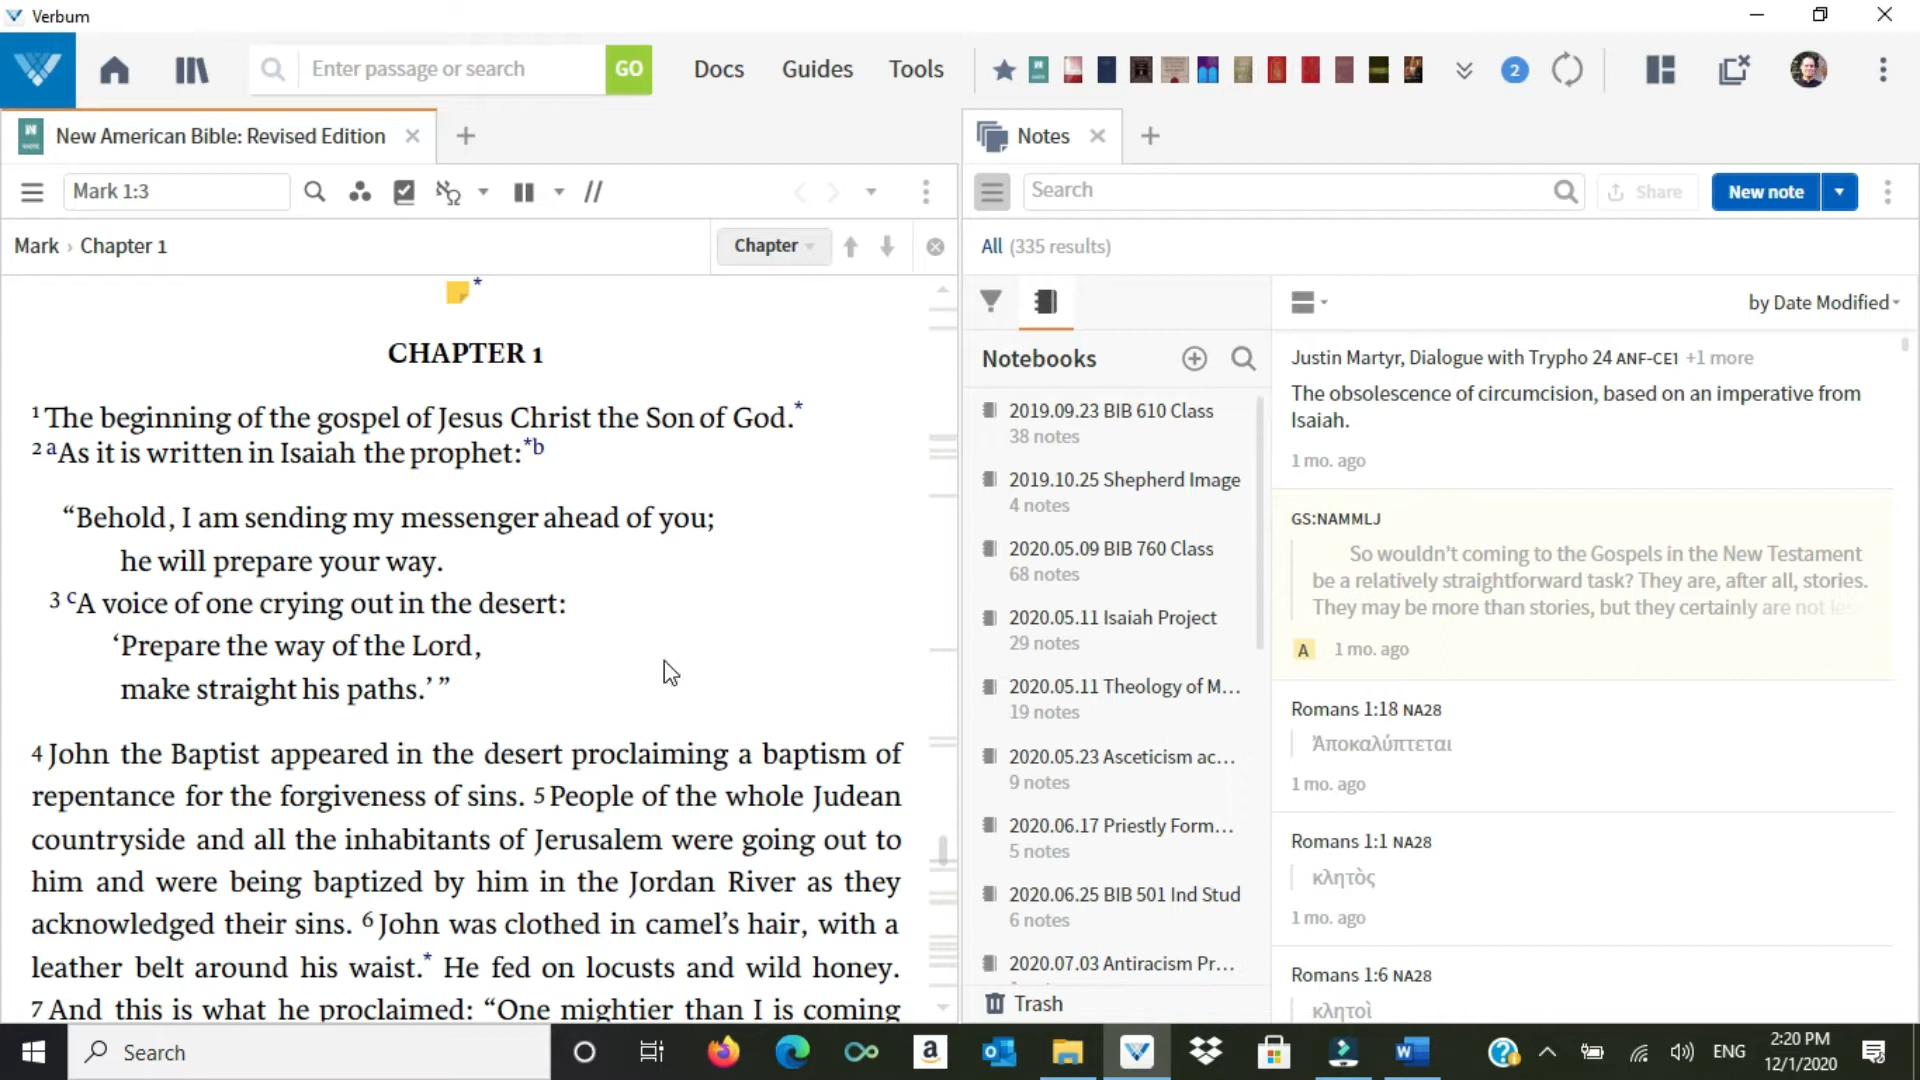 Verbum
Enter passage or search
GO
Docs
Guides
Tools
2
New American Bible: Revised Edition
Notes
Mark 1:3
Search
Share
New note
Mark › Chapter 1
Chapter
All (335 results)
*
by Date Modified
CHAPTER 1
1 The beginning of the gospel of Jesus Christ the Son of God.*
2 a As it is written in Isaiah the prophet:*b
“Behold, I am sending my messenger ahead of you;
he will prepare your way.
3 c A voice of one crying out in the desert:
‘Prepare the way of the Lord,
make straight his paths.’ ”
4 John the Baptist appeared in the desert proclaiming a baptism of
repentance for the forgiveness of sins. 5 People of the whole Judean
countryside and all the inhabitants of Jerusalem were going out to
him and were being baptized by him in the Jordan River as they
acknowledged their sins. 6 John was clothed in camel’s hair, with a
leather belt around his waist.* He fed on locusts and wild honey.
7 And this is what he proclaimed: “One mightier than I is coming
Notebooks
2019.09.23 BIB 610 Class
38 notes
2019.10.25 Shepherd Image
4 notes
2020.05.09 BIB 760 Class
68 notes
2020.05.11 Isaiah Project
29 notes
2020.05.11 Theology of M...
19 notes
2020.05.23 Asceticism ac...
9 notes
2020.06.17 Priestly Form...
5 notes
2020.06.25 BIB 501 Ind Stud
6 notes
2020.07.03 Antiracism Pr...
Trash
Justin Martyr, Dialogue with Trypho 24 ANF-CE1 +1 more
The obsolescence of circumcision, based on an imperative from
Isaiah.
1 mo. ago
GS:NAMMLJ
So wouldn’t coming to the Gospels in the New Testament
be a relatively straightforward task? They are, after all, stories.
They may be more than stories, but they certainly are not
A 1 mo. ago
Romans 1:18 NA28
Ἀποκαλύπτεται
1 mo. ago
Romans 1:1 NA28
κλητὸς
1 mo. ago
Romans 1:6 NA28
κλητοὶ
Search
ENG
2:20 PM
12/1/2020